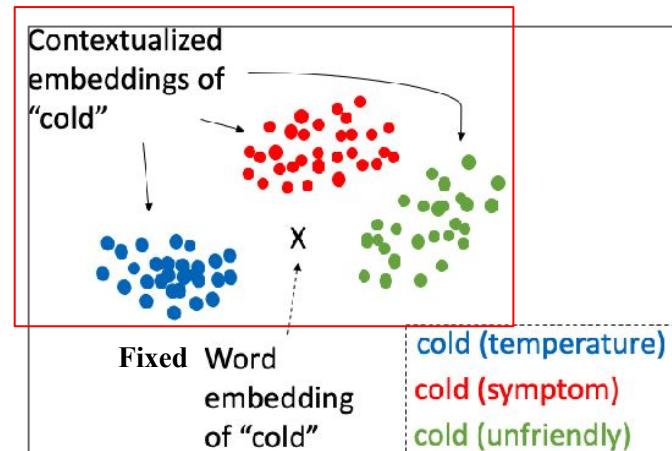 Contextualized
embeddings of
“cold”
X
Fixed Word
embedding
of “cold”
cold (temperature)
cold (symptom)
cold (unfriendly)